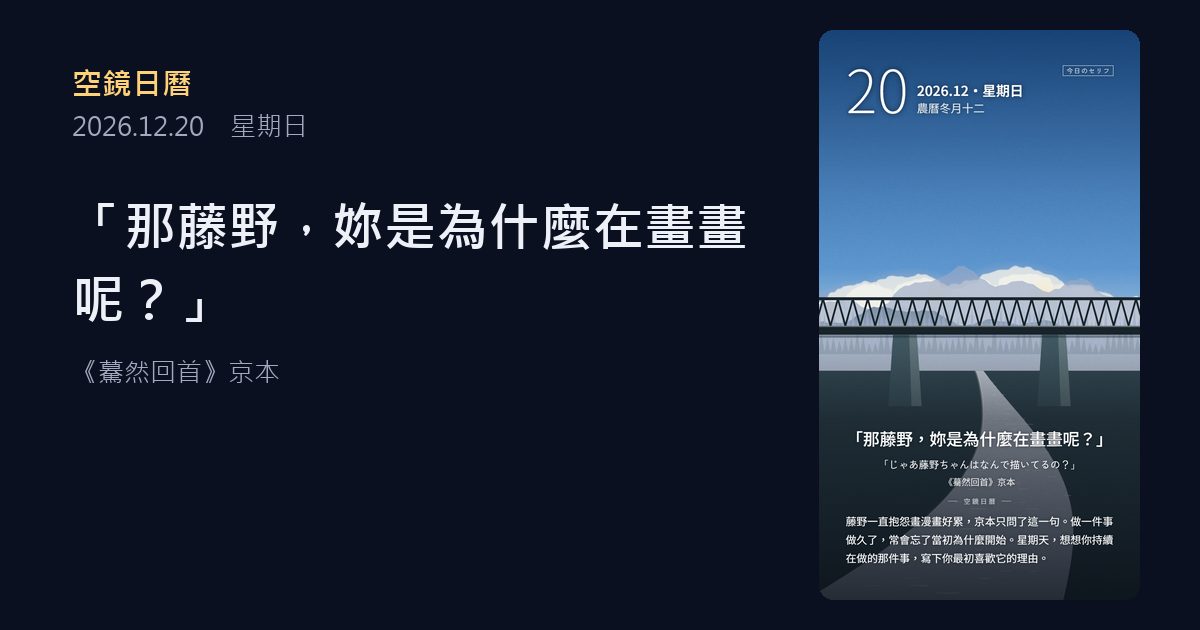 空鏡日曆
2026.12.20 星期日
「那藤野，妳是為什麼在畫畫
呢？」
《驀然回首》京本
20
2026.12・星期日
農曆冬月十二
今日のセリフ
「那藤野，妳是為什麼在畫畫呢？」
「じゃあ藤野ちゃんはなんで描いてるの？」
《驀然回首》京本
— 空鏡日曆 —
藤野一直抱怨畫漫畫好累，京本只問了這一句。做一件事
做久了，常會忘了當初為什麼開始。星期天，想想你持續
在做的那件事，寫下你最初喜歡它的理由。